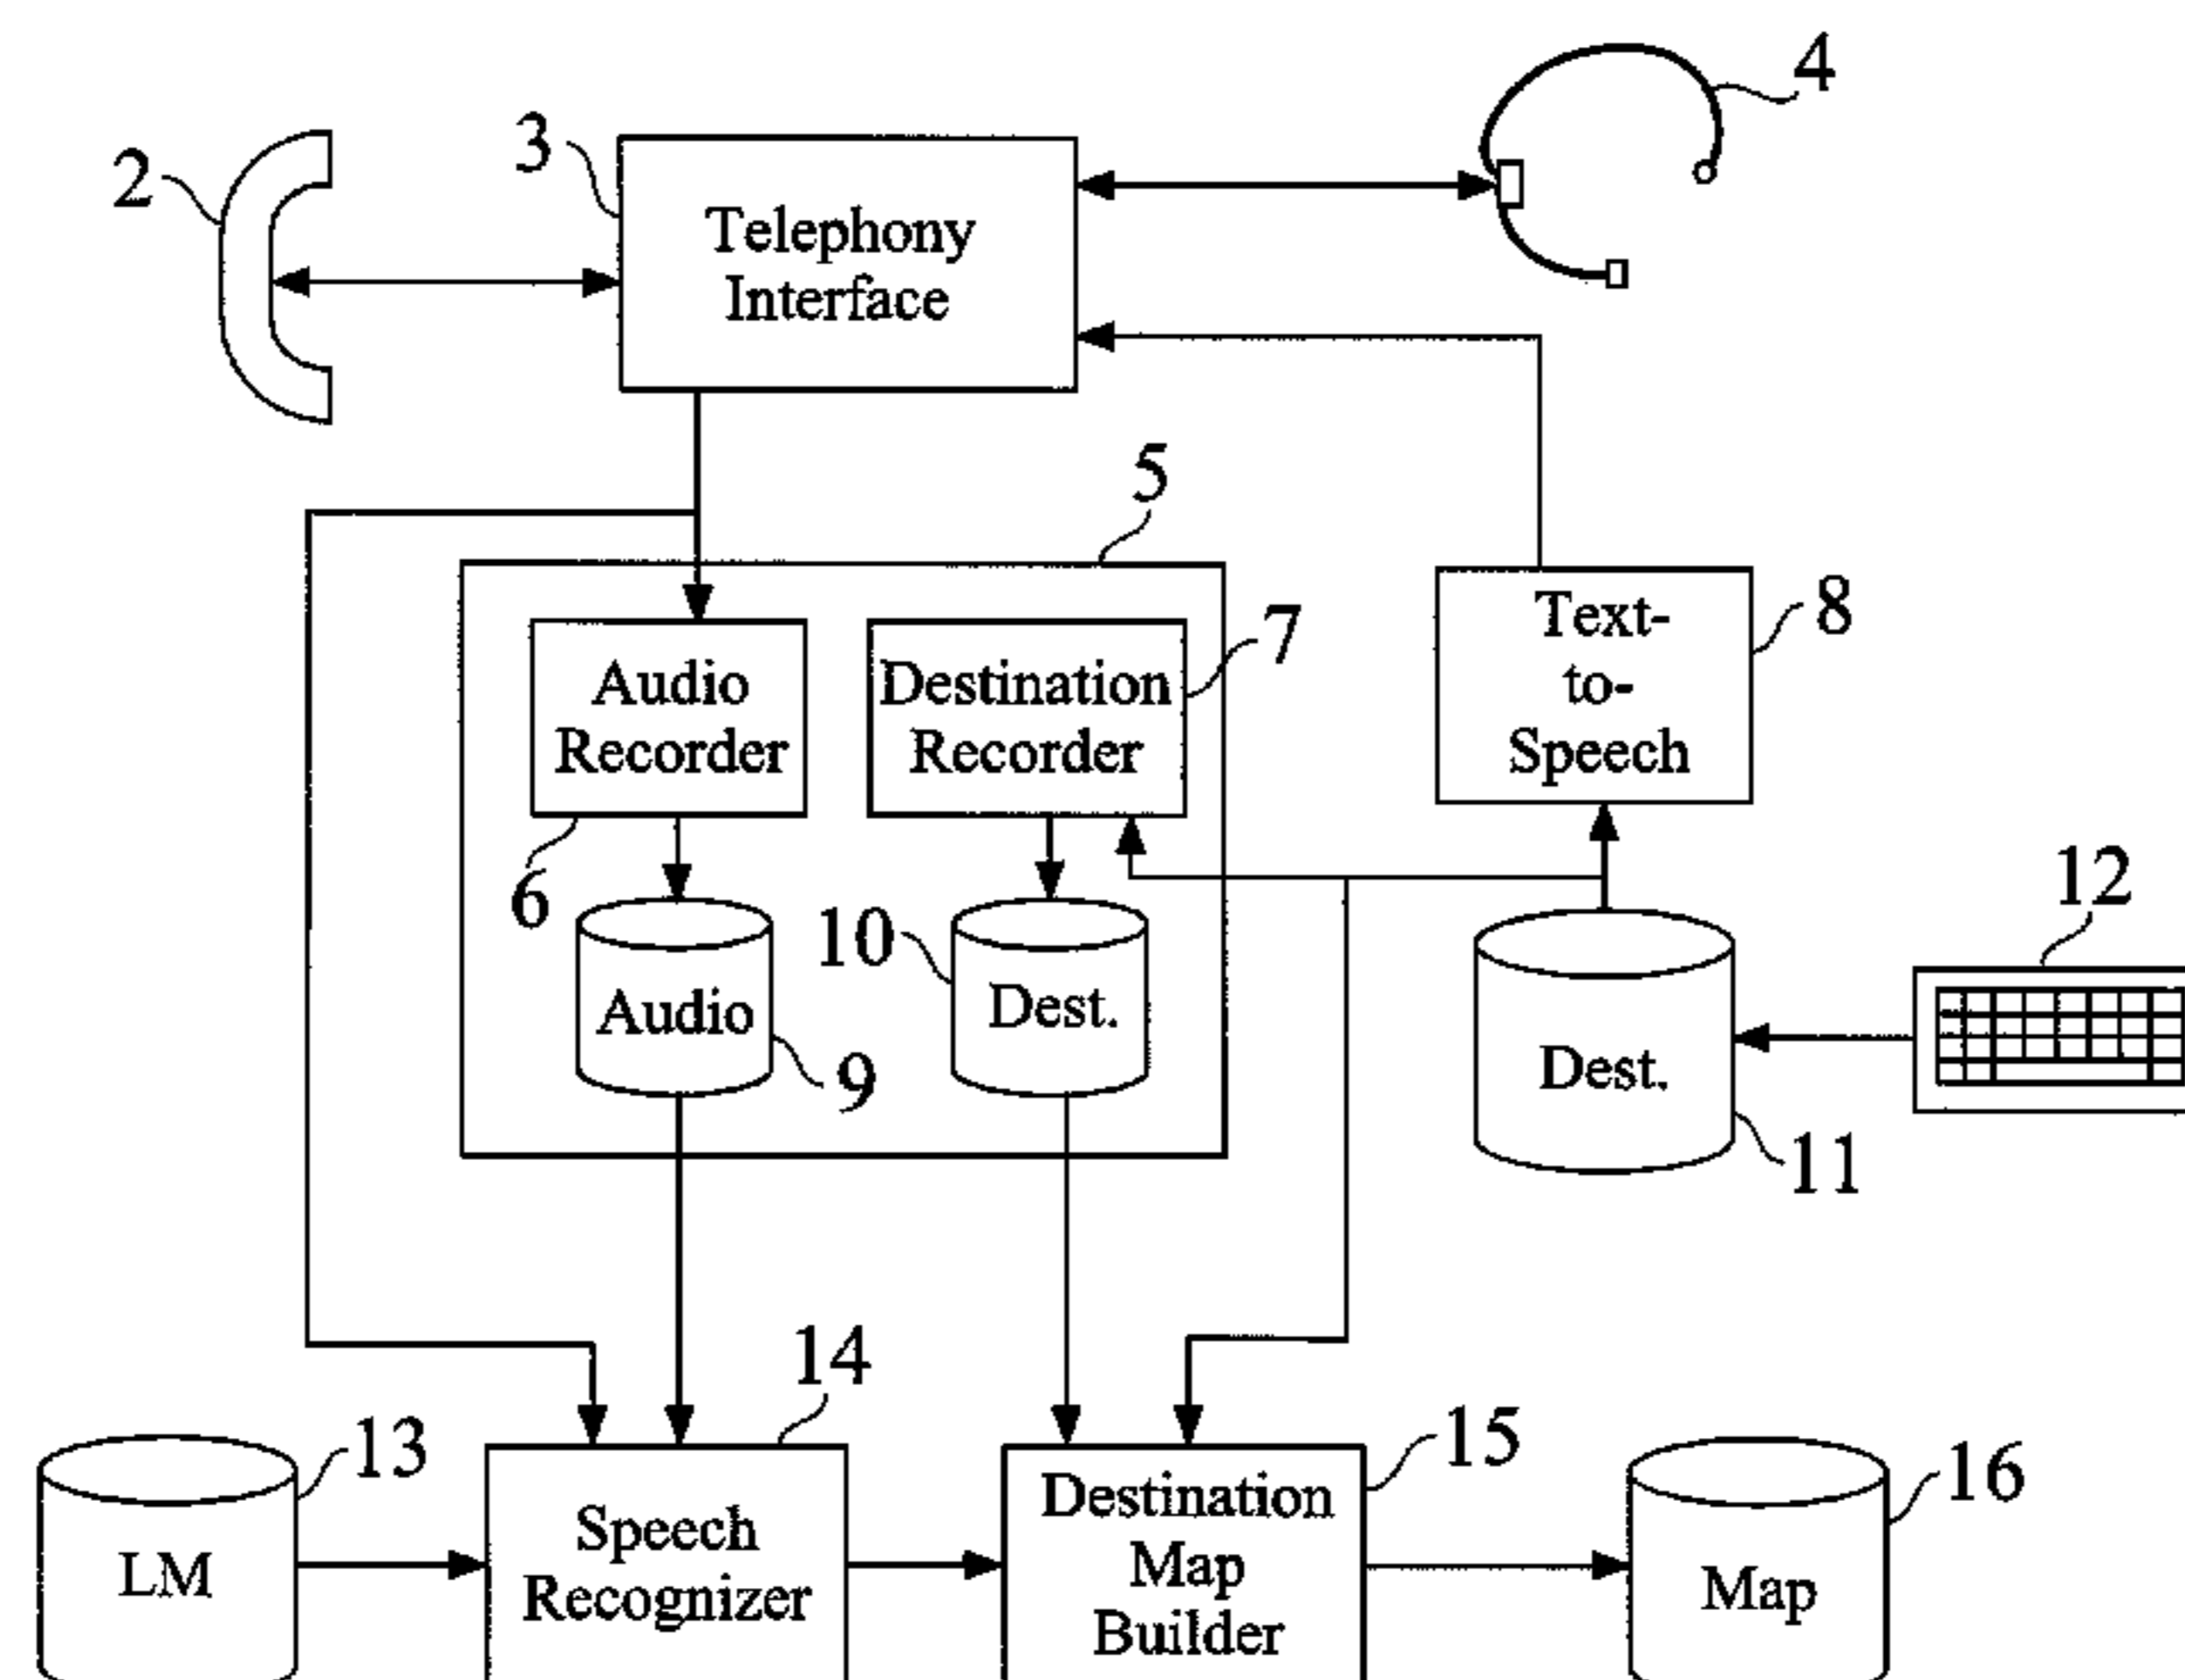 4
3
2
Telephony
Interface
5
8
7
Text-
to-
Speech
Audio
Recorder
Destination
Recorder
6
10
12
Audio
Dest.
9
Dest.
11
14
13
15
16
LM
Speech
Recognizer
Destination
Map
Builder
Map